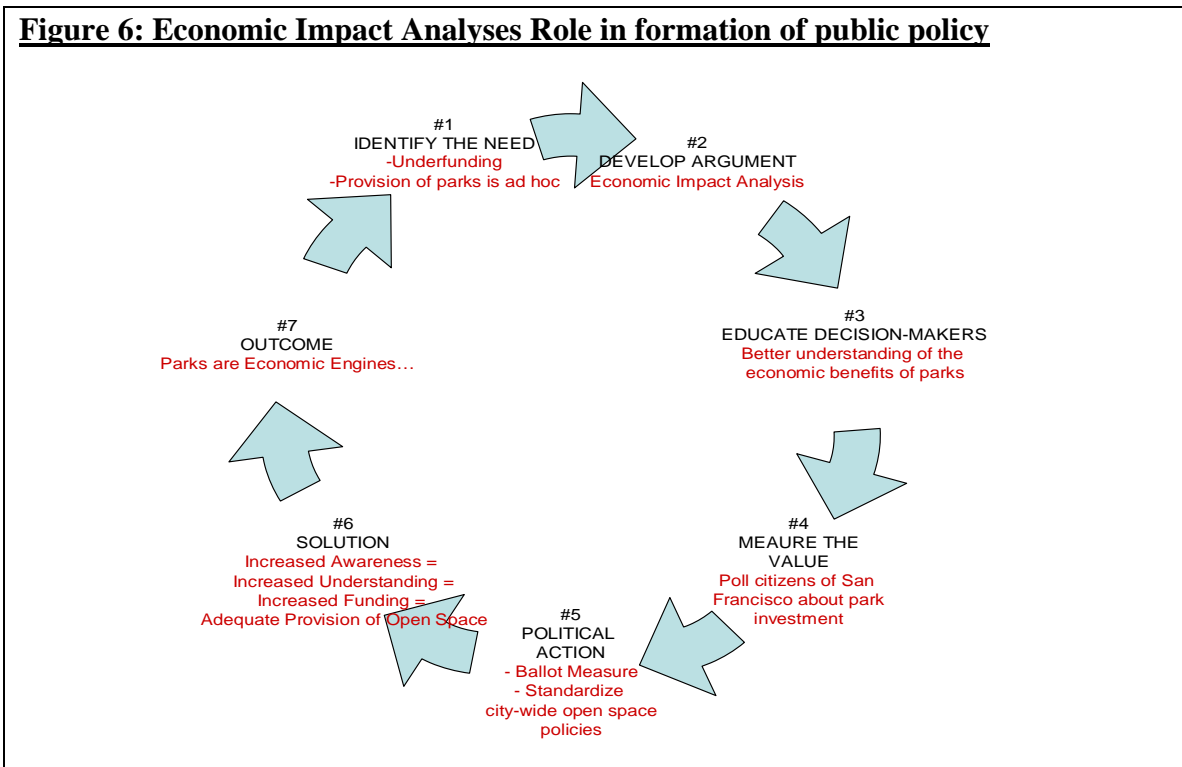 Figure 6: Economic Impact Analyses Role in formation of public policy
#1
IDENTIFY THE NEED
-Underfunding
-Provision of parks is ad hoc
#2
DEVELOP ARGUMENT
Economic Impact Analysis
#3
EDUCATE DECISION-MAKERS
Better understanding of the
economic benefits of parks
#4
MEAURE THE
VALUE
Poll citizens of San
Francisco about park
investment
#5
POLITICAL
ACTION
- Ballot Measure
- Standardize
city-wide open space
policies
#6
SOLUTION
Increased Awareness =
Increased Understanding =
Increased Funding =
Adequate Provision of Open Space
#7
OUTCOME
Parks are Economic Engines…